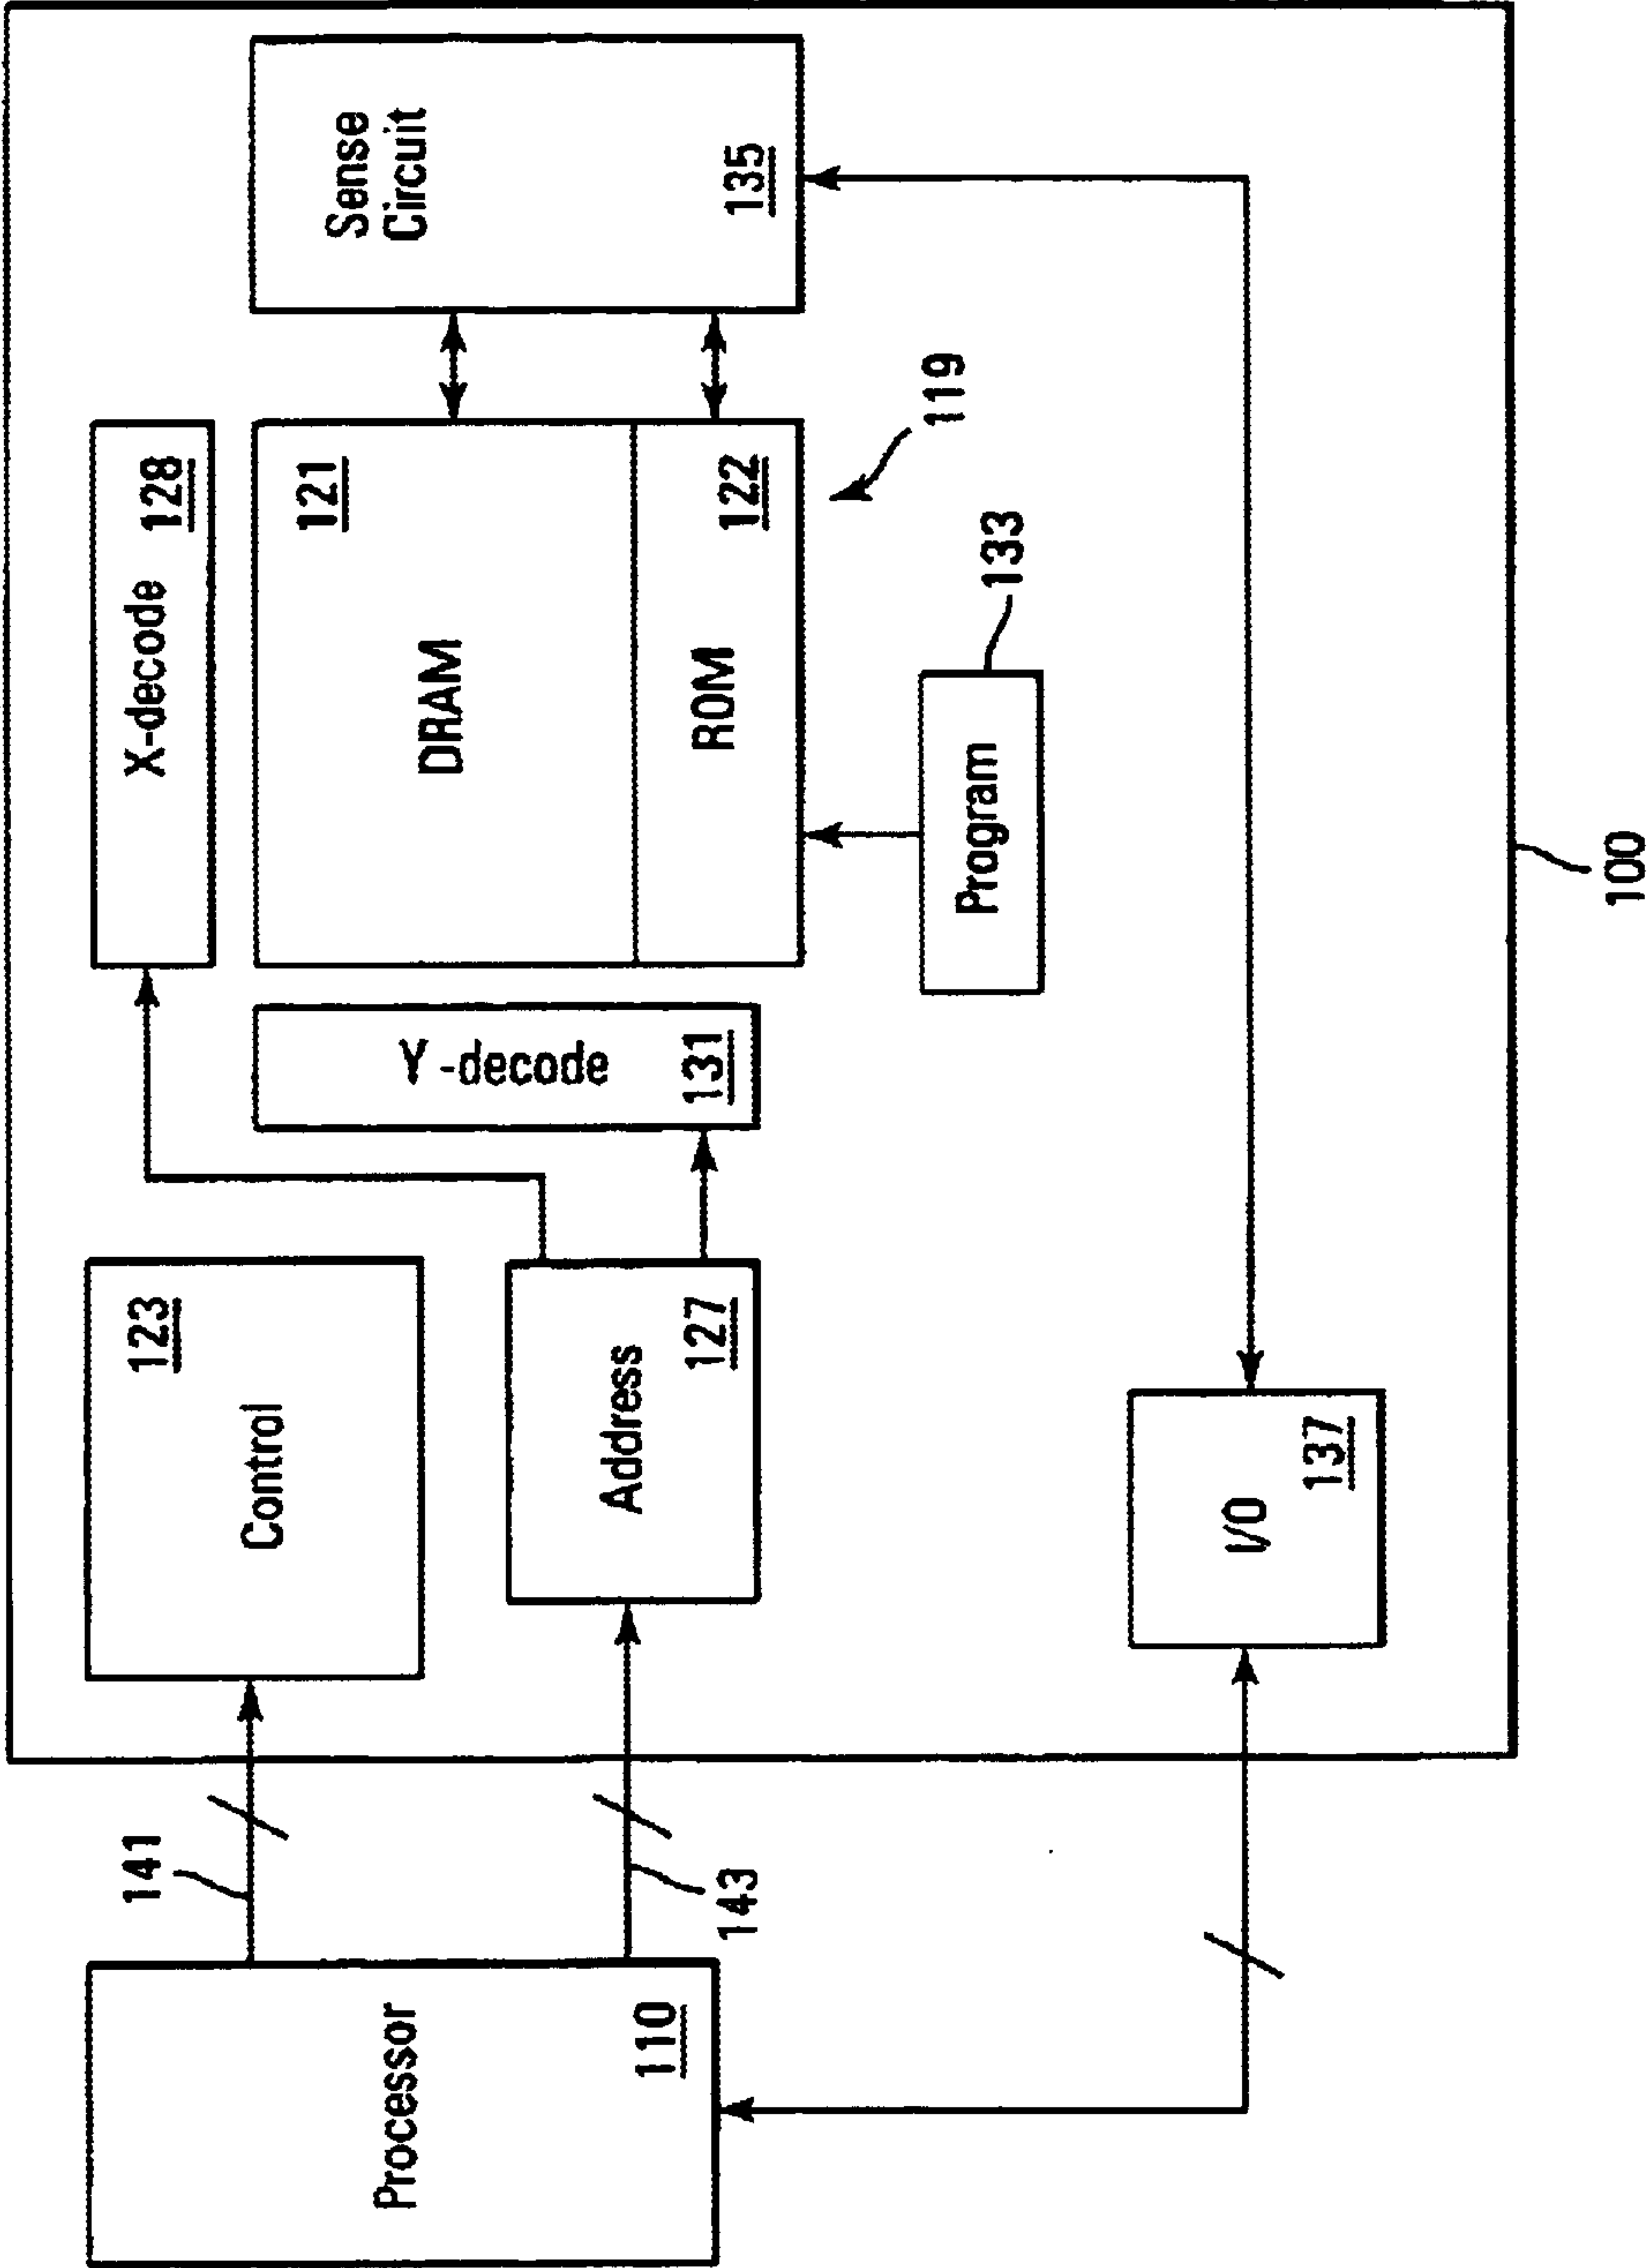 Processor
110
141
143
Control
123
Address
127
I/O
137
Y-decode
131
X-decode
128
DRAM
121
ROM
122
119
Program
133
Sense
Circuit
135
100